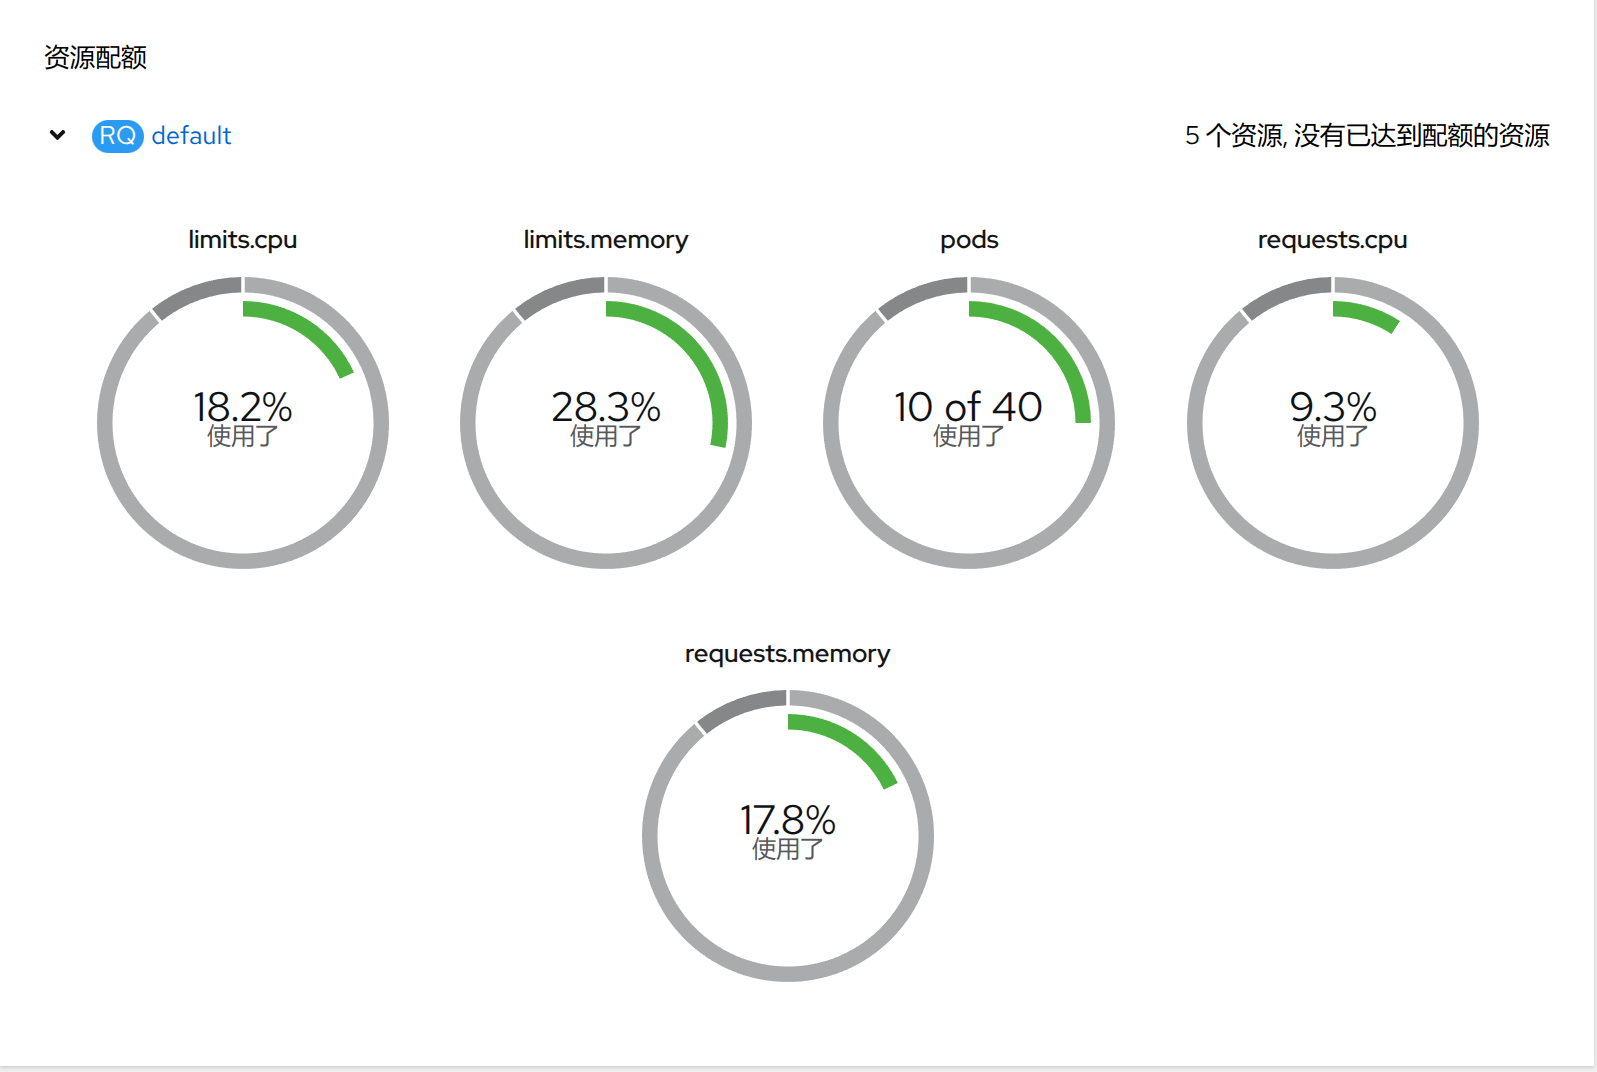 资源配额
RQ default
5 个资源, 没有已达到配额的资源
limits.cpu
18.2%
使用了
limits.memory
28.3%
使用了
pods
10 of 40
使用了
requests.cpu
9.3%
使用了
requests.memory
17.8%
使用了